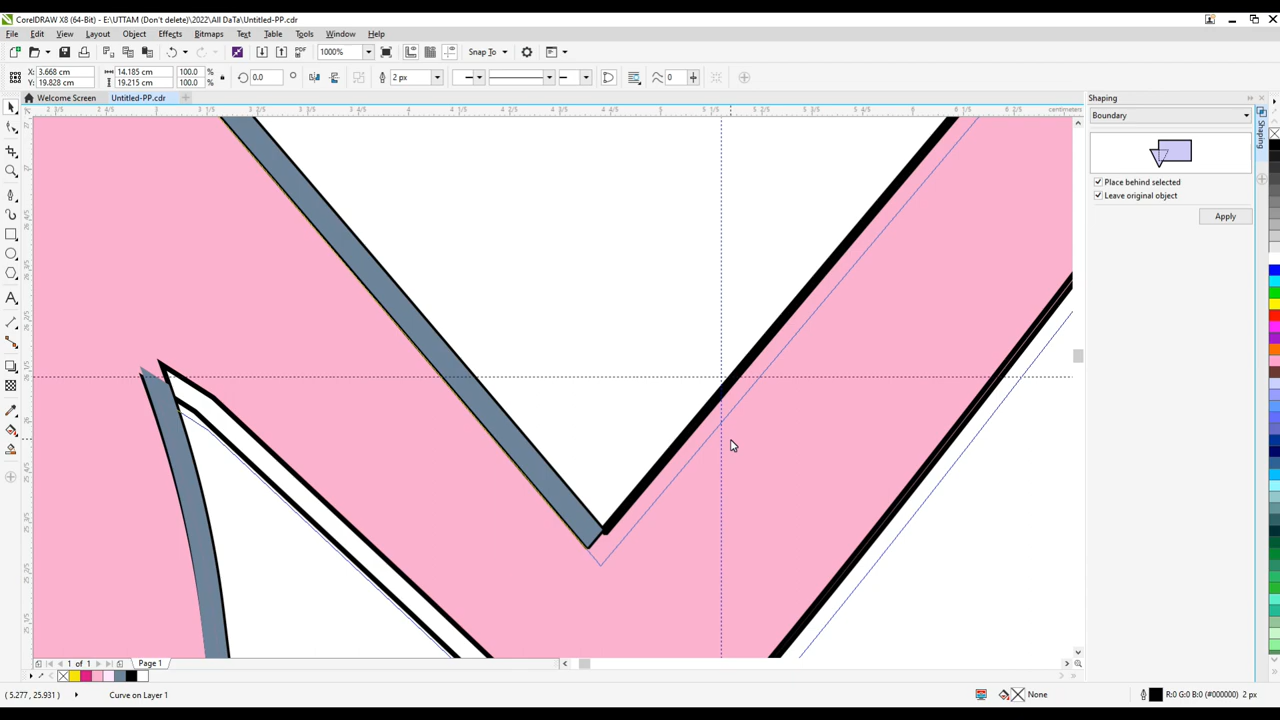 CorelDRAW X8 (64-Bit) - E:\UTTAM (Don't delete)\2022\All DaTa\Untitled-PP.cdr
File Edit View Layout Object Effects Bitmaps Text Table Tools Window Help
PDF 1000% Snap To
X: 3.668 cm 14.185 cm 100.0 % 0.0 ° 2 px 0
Y: 19.828 cm 19.215 cm 100.0 %
Welcome Screen Untitled-PP.cdr
centimeters
Shaping
Boundary
Place behind selected
Leave original object
Apply
Shaping
1 of 1 Page 1
( 5.277 , 25.931 ) Curve on Layer 1 None R:0 G:0 B:0 (#000000) 2 px